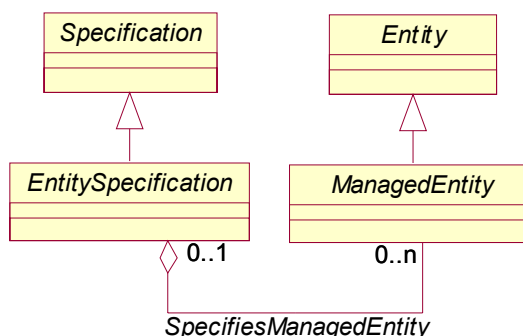 Specification
Entity
EntitySpecification
ManagedEntity
0..1
0..n
SpecifiesManagedEntity